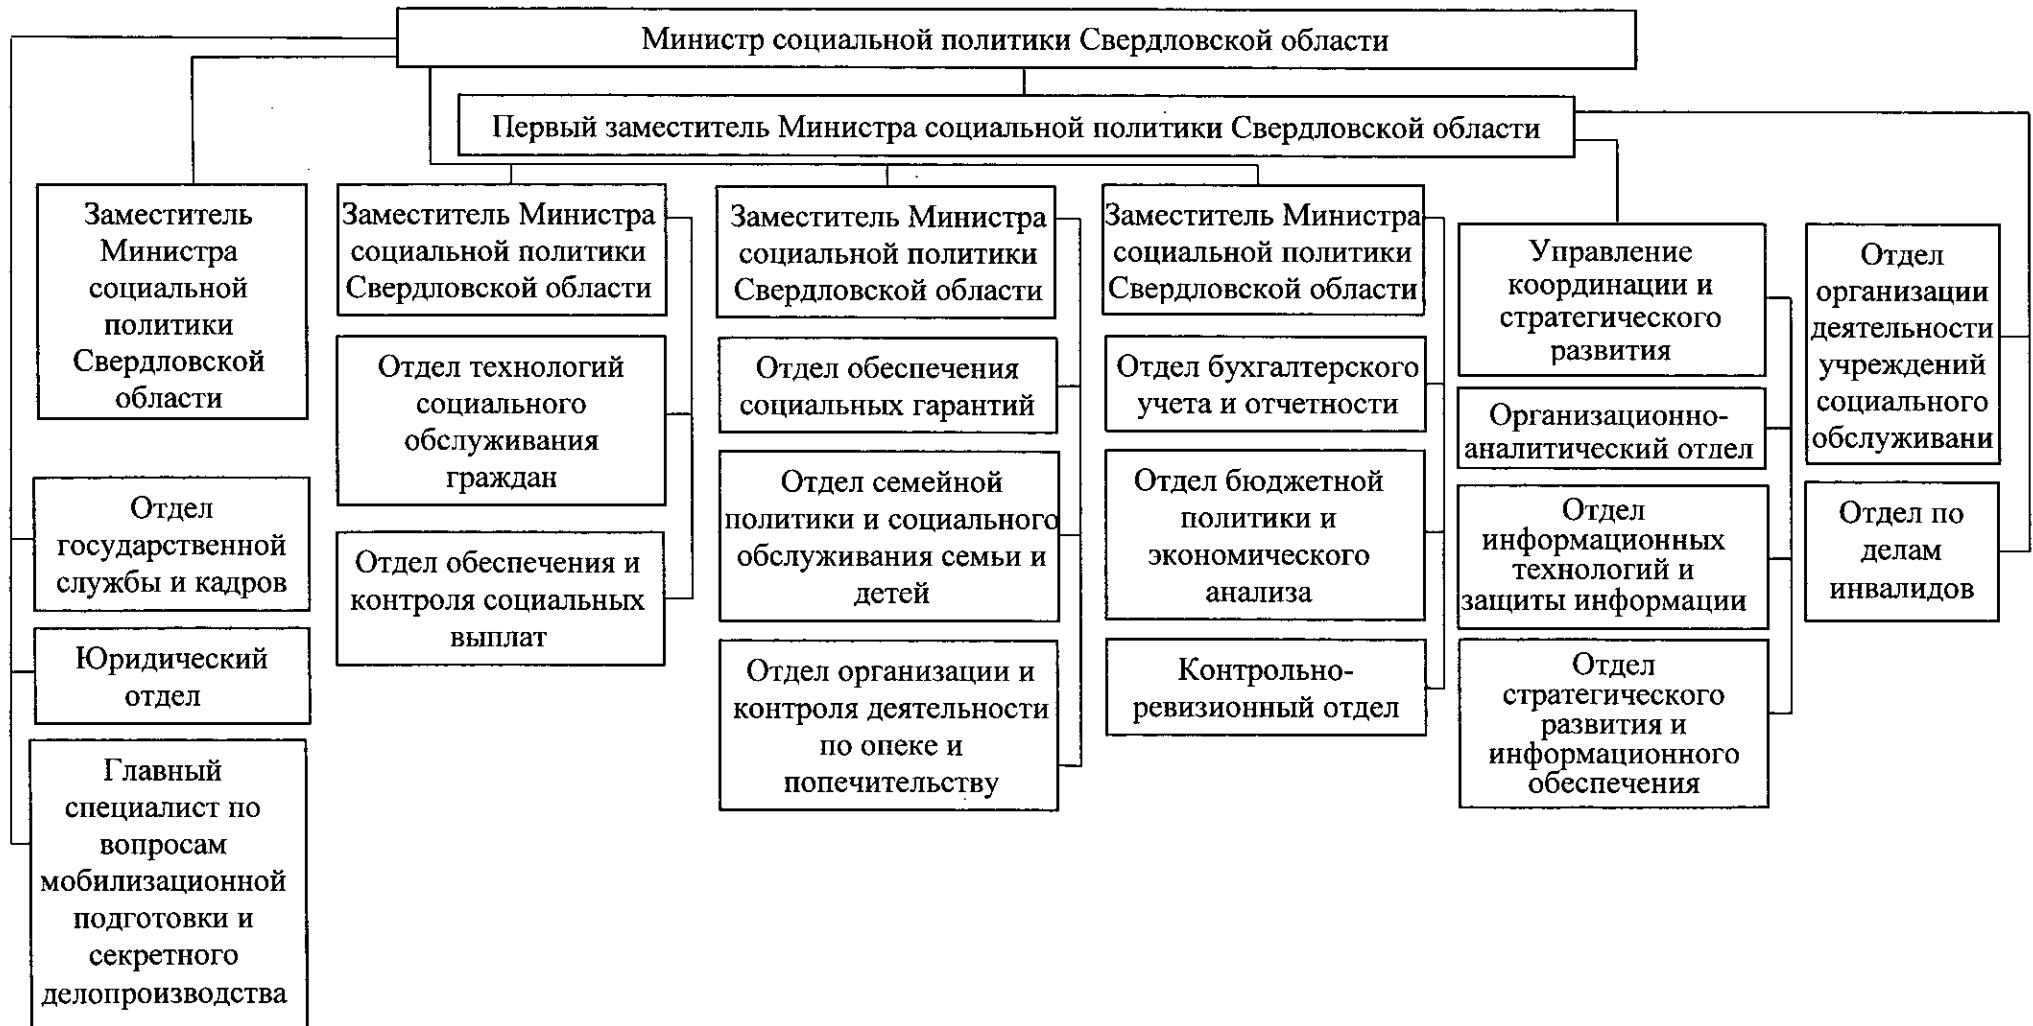 Министр социальной политики Свердловской области
Первый заместитель Министра социальной политики Свердловской области
Заместитель
Министра
социальной
политики
Свердловской
области
Отдел
государственной
службы и кадров
Юридический
отдел
Главный
специалист по
вопросам
мобилизационной
подготовки и
секретного
делопроизводства
Заместитель Министра
социальной политики
Свердловской области
Отдел технологий
социального
обслуживания
граждан
Отдел обеспечения и
контроля социальных
выплат
Заместитель Министра
социальной политики
Свердловской области
Отдел обеспечения
социальных гарантий
Отдел семейной
политики и социального
обслуживания семьи и
детей
Отдел организации и
контроля деятельности
по опеке и
попечительству
Заместитель Министра
социальной политики
Свердловской области
Отдел бухгалтерского
учета и отчетности
Отдел бюджетной
политики и
экономического
анализа
Контрольно-
ревизионный отдел
Управление
координации и
стратегического
развития
Организационно-
аналитический отдел
Отдел
информационных
технологий и
защиты информации
Отдел
стратегического
развития и
информационного
обеспечения
Отдел
организации
деятельности
учреждений
социального
обслуживани
Отдел по
делам
инвалидов